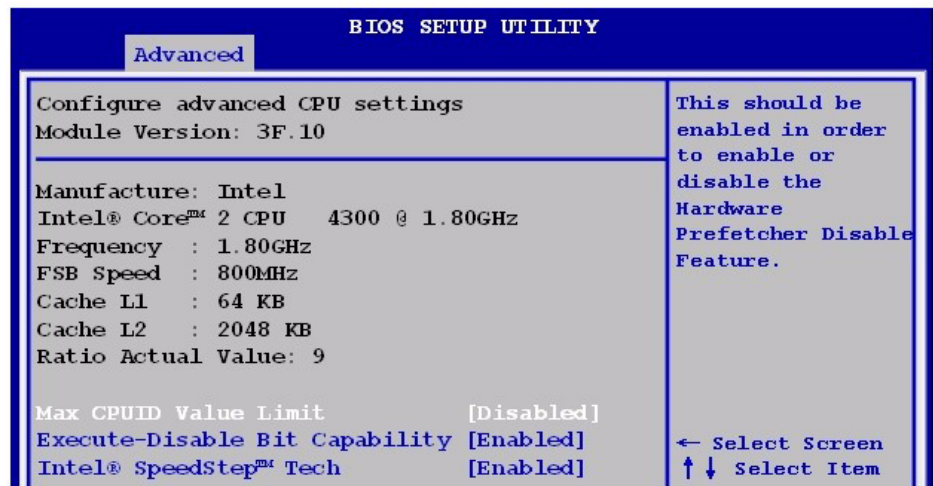 BIOS SETUP UTILITY
Advanced
Configure advanced CPU settings
Module Version: 3F.10
Manufacture: Intel
Intel® Core™ 2 CPU 4300 @ 1.80GHz
Frequency : 1.80GHz
FSB Speed : 800MHz
Cache L1 : 64 KB
Cache L2 : 2048 KB
Ratio Actual Value: 9
Max CPUID Value Limit [Disabled]
Execute-Disable Bit Capability [Enabled]
Intel® SpeedStep™ Tech [Enabled]
This should be
enabled in order
to enable or
disable the
Hardware
Prefetcher Disable
Feature.
← Select Screen
↑↓ Select Item